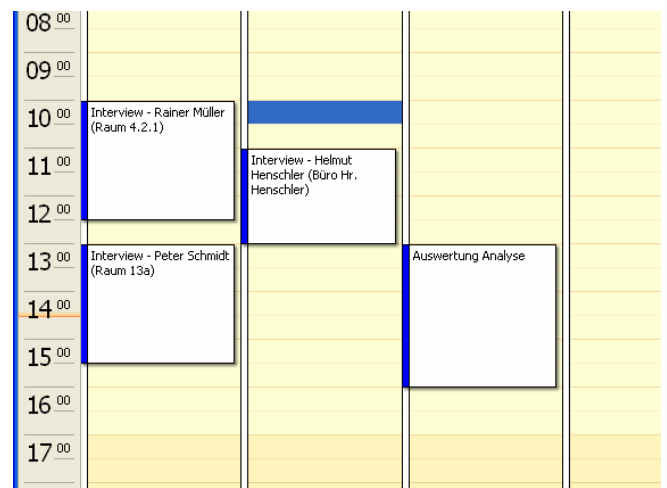 08 00
09 00
10 00
11 00
12 00
13 00
14 00
15 00
16 00
17 00
Interview - Rainer Müller
(Raum 4.2.1)
Interview - Peter Schmidt
(Raum 13a)
Interview - Helmut
Henschler (Büro Hr.
Henschler)
Auswertung Analyse